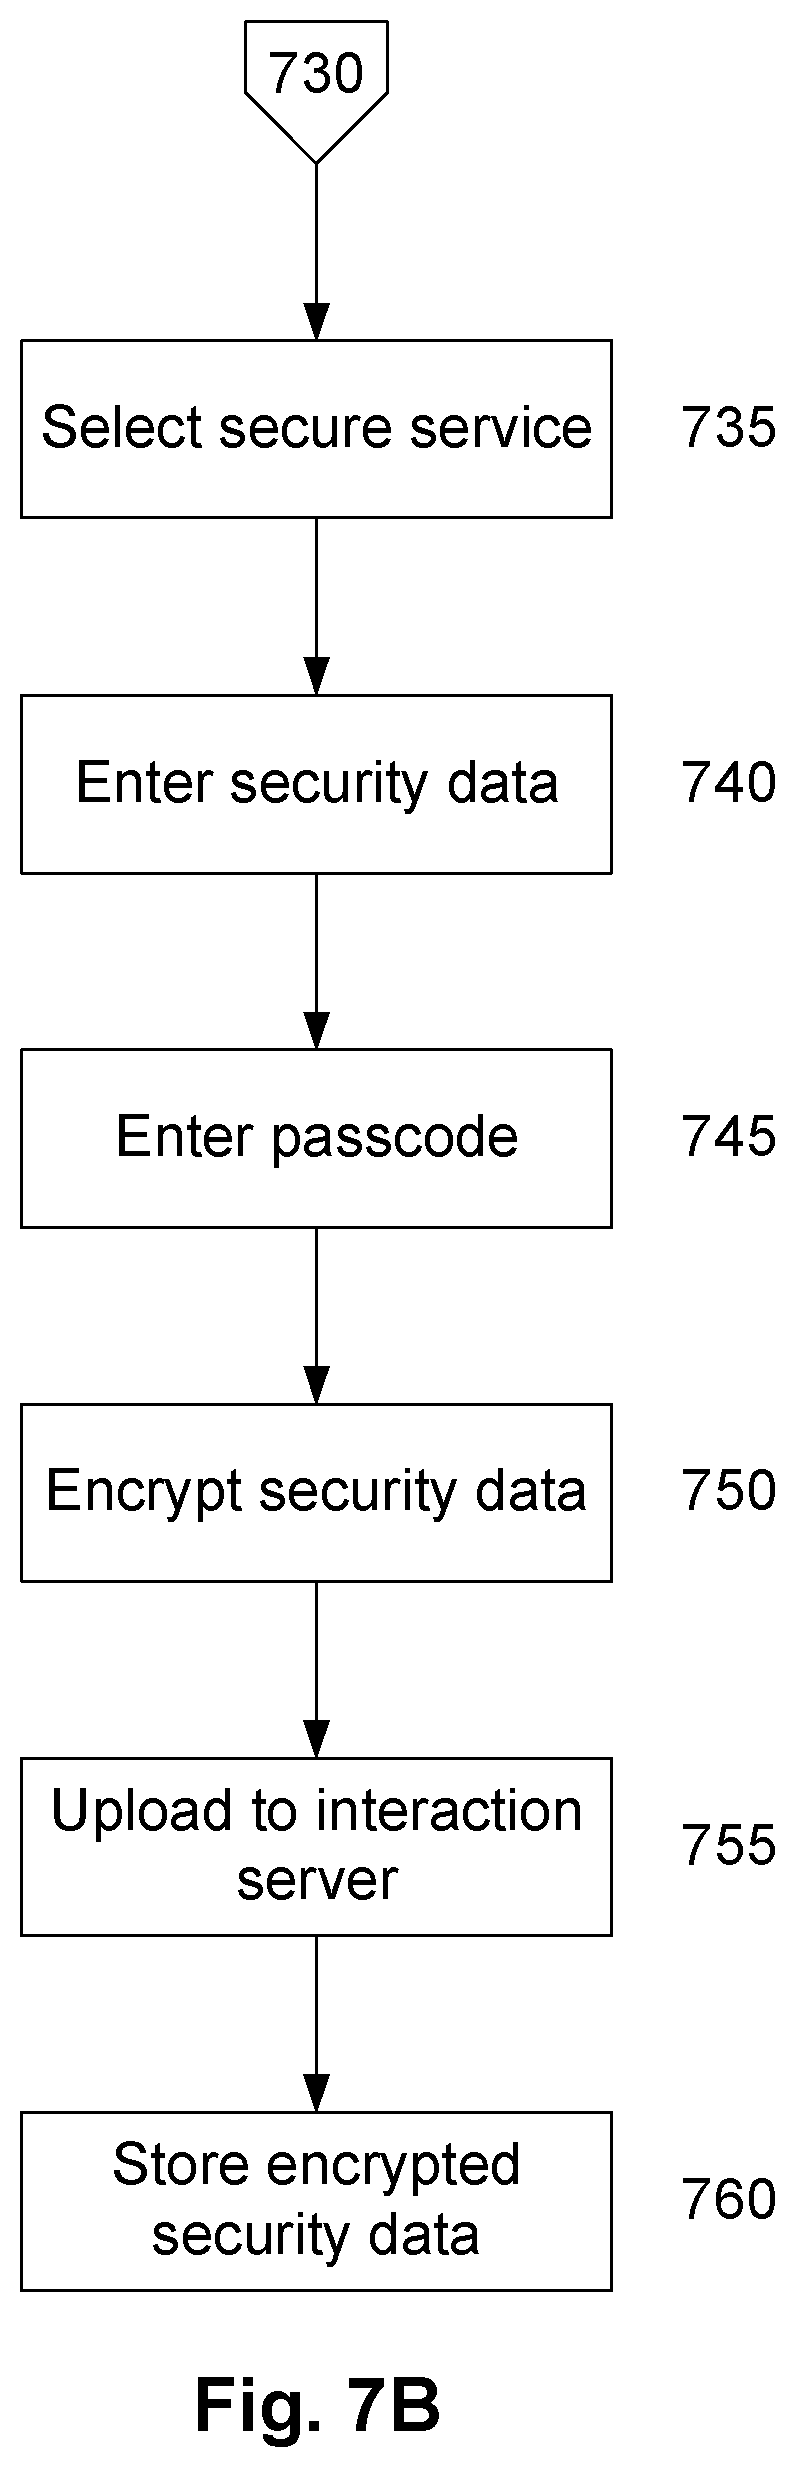 730
Select secure service 735
Enter security data 740
Enter passcode 745
Encrypt security data 750
Upload to interaction
server
755
Store encrypted
security data
760
Fig. 7B